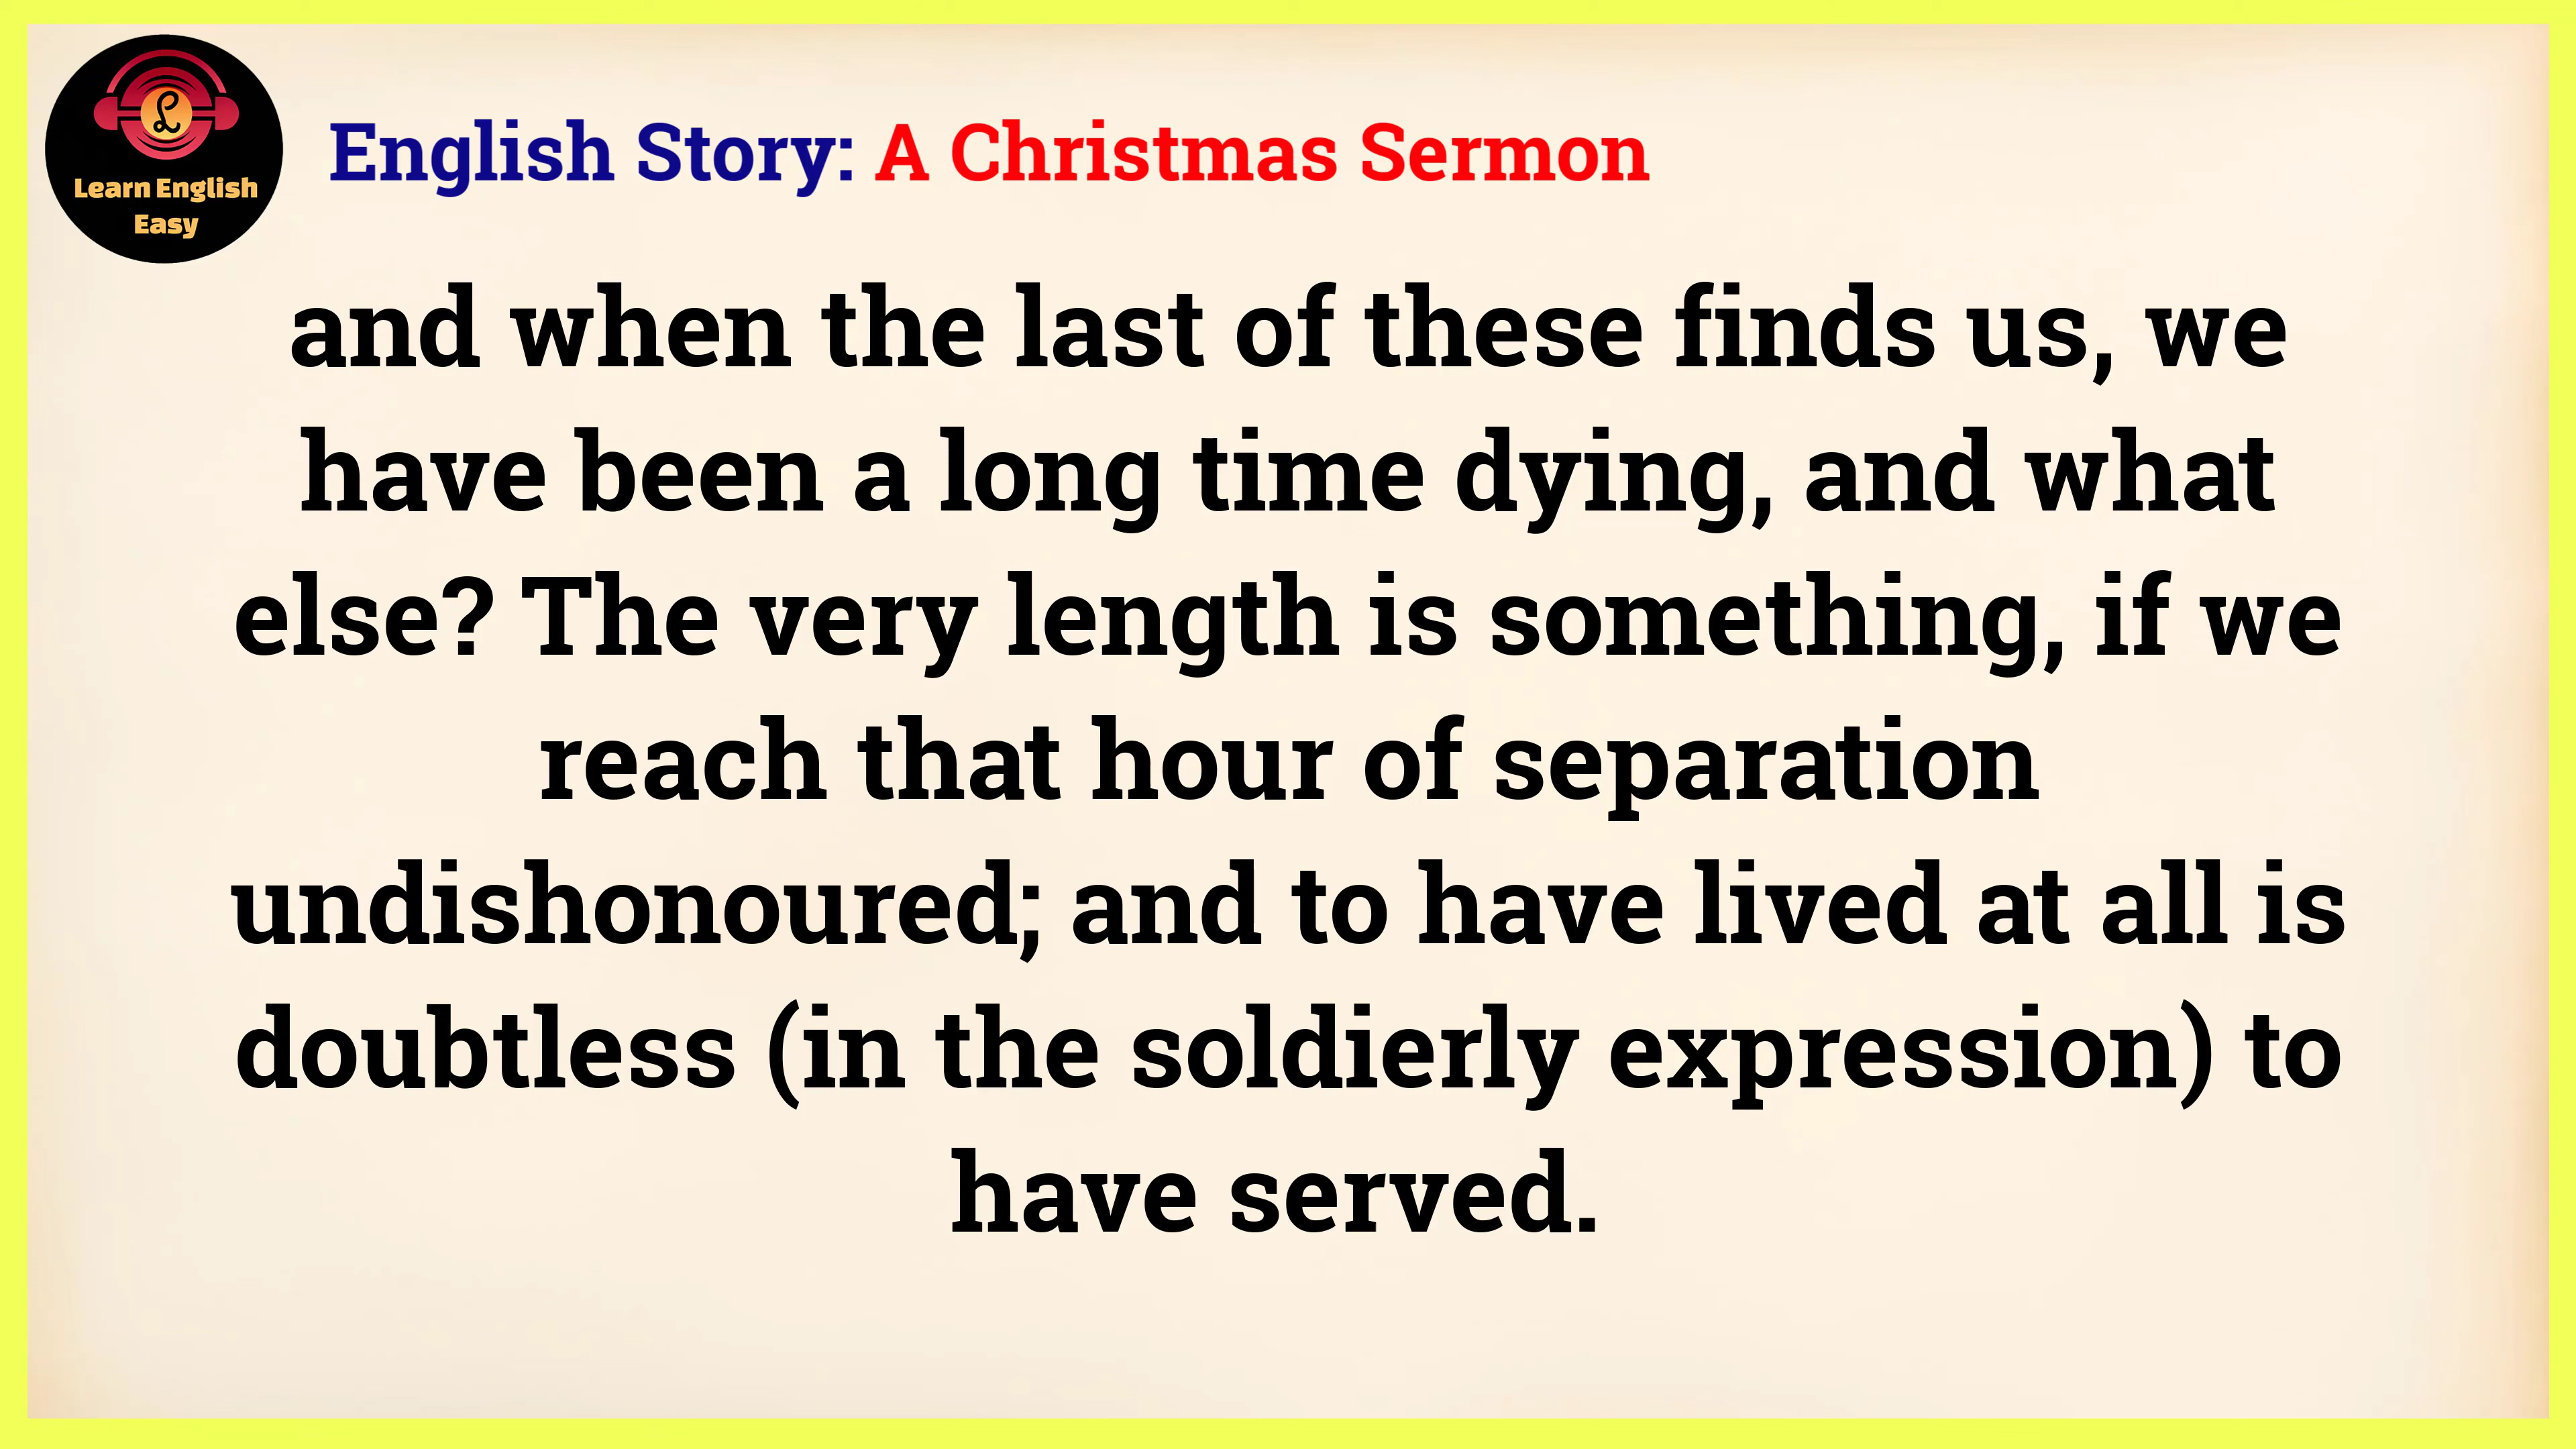 Learn English
Easy
English Story: A Christmas Sermon
and when the last of these finds us, we
have been a long time dying, and what
else? The very length is something, if we
reach that hour of separation
undishonoured; and to have lived at all is
doubtless (in the soldierly expression) to
have served.